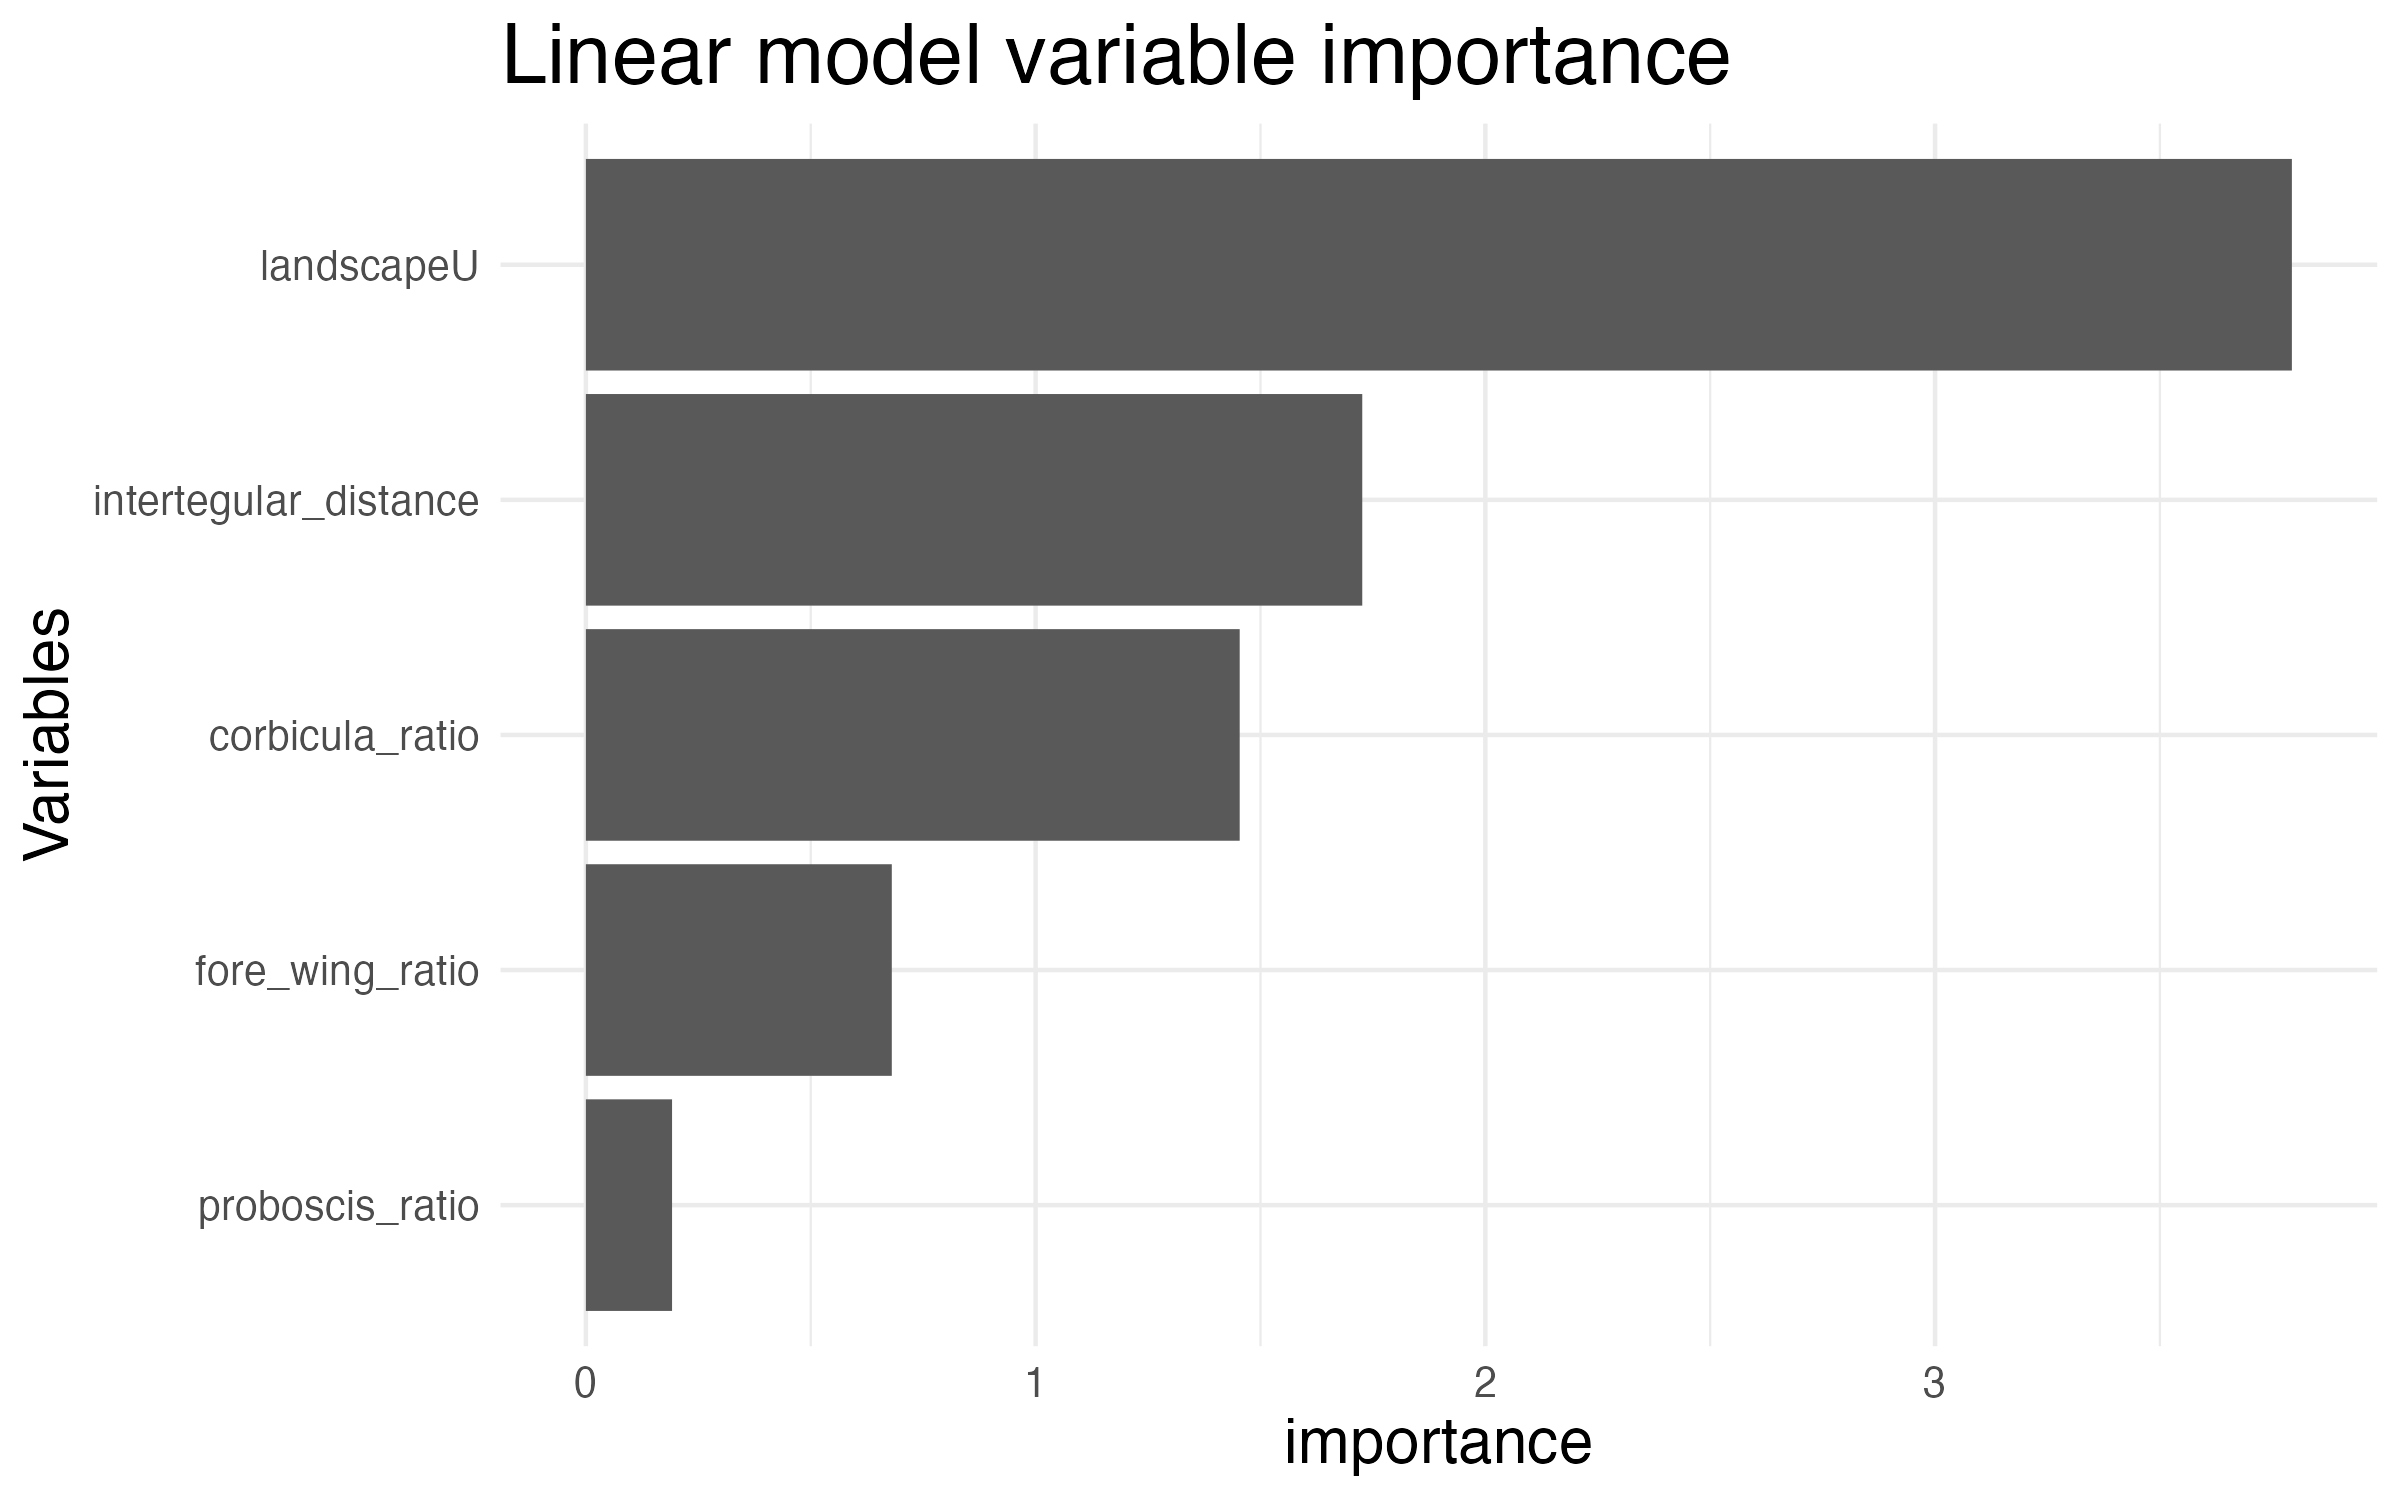 Linear model variable importance
Variables
landscapeU
intertegular_distance
corbicula_ratio
fore_wing_ratio
proboscis_ratio
0 1 2 3
importance